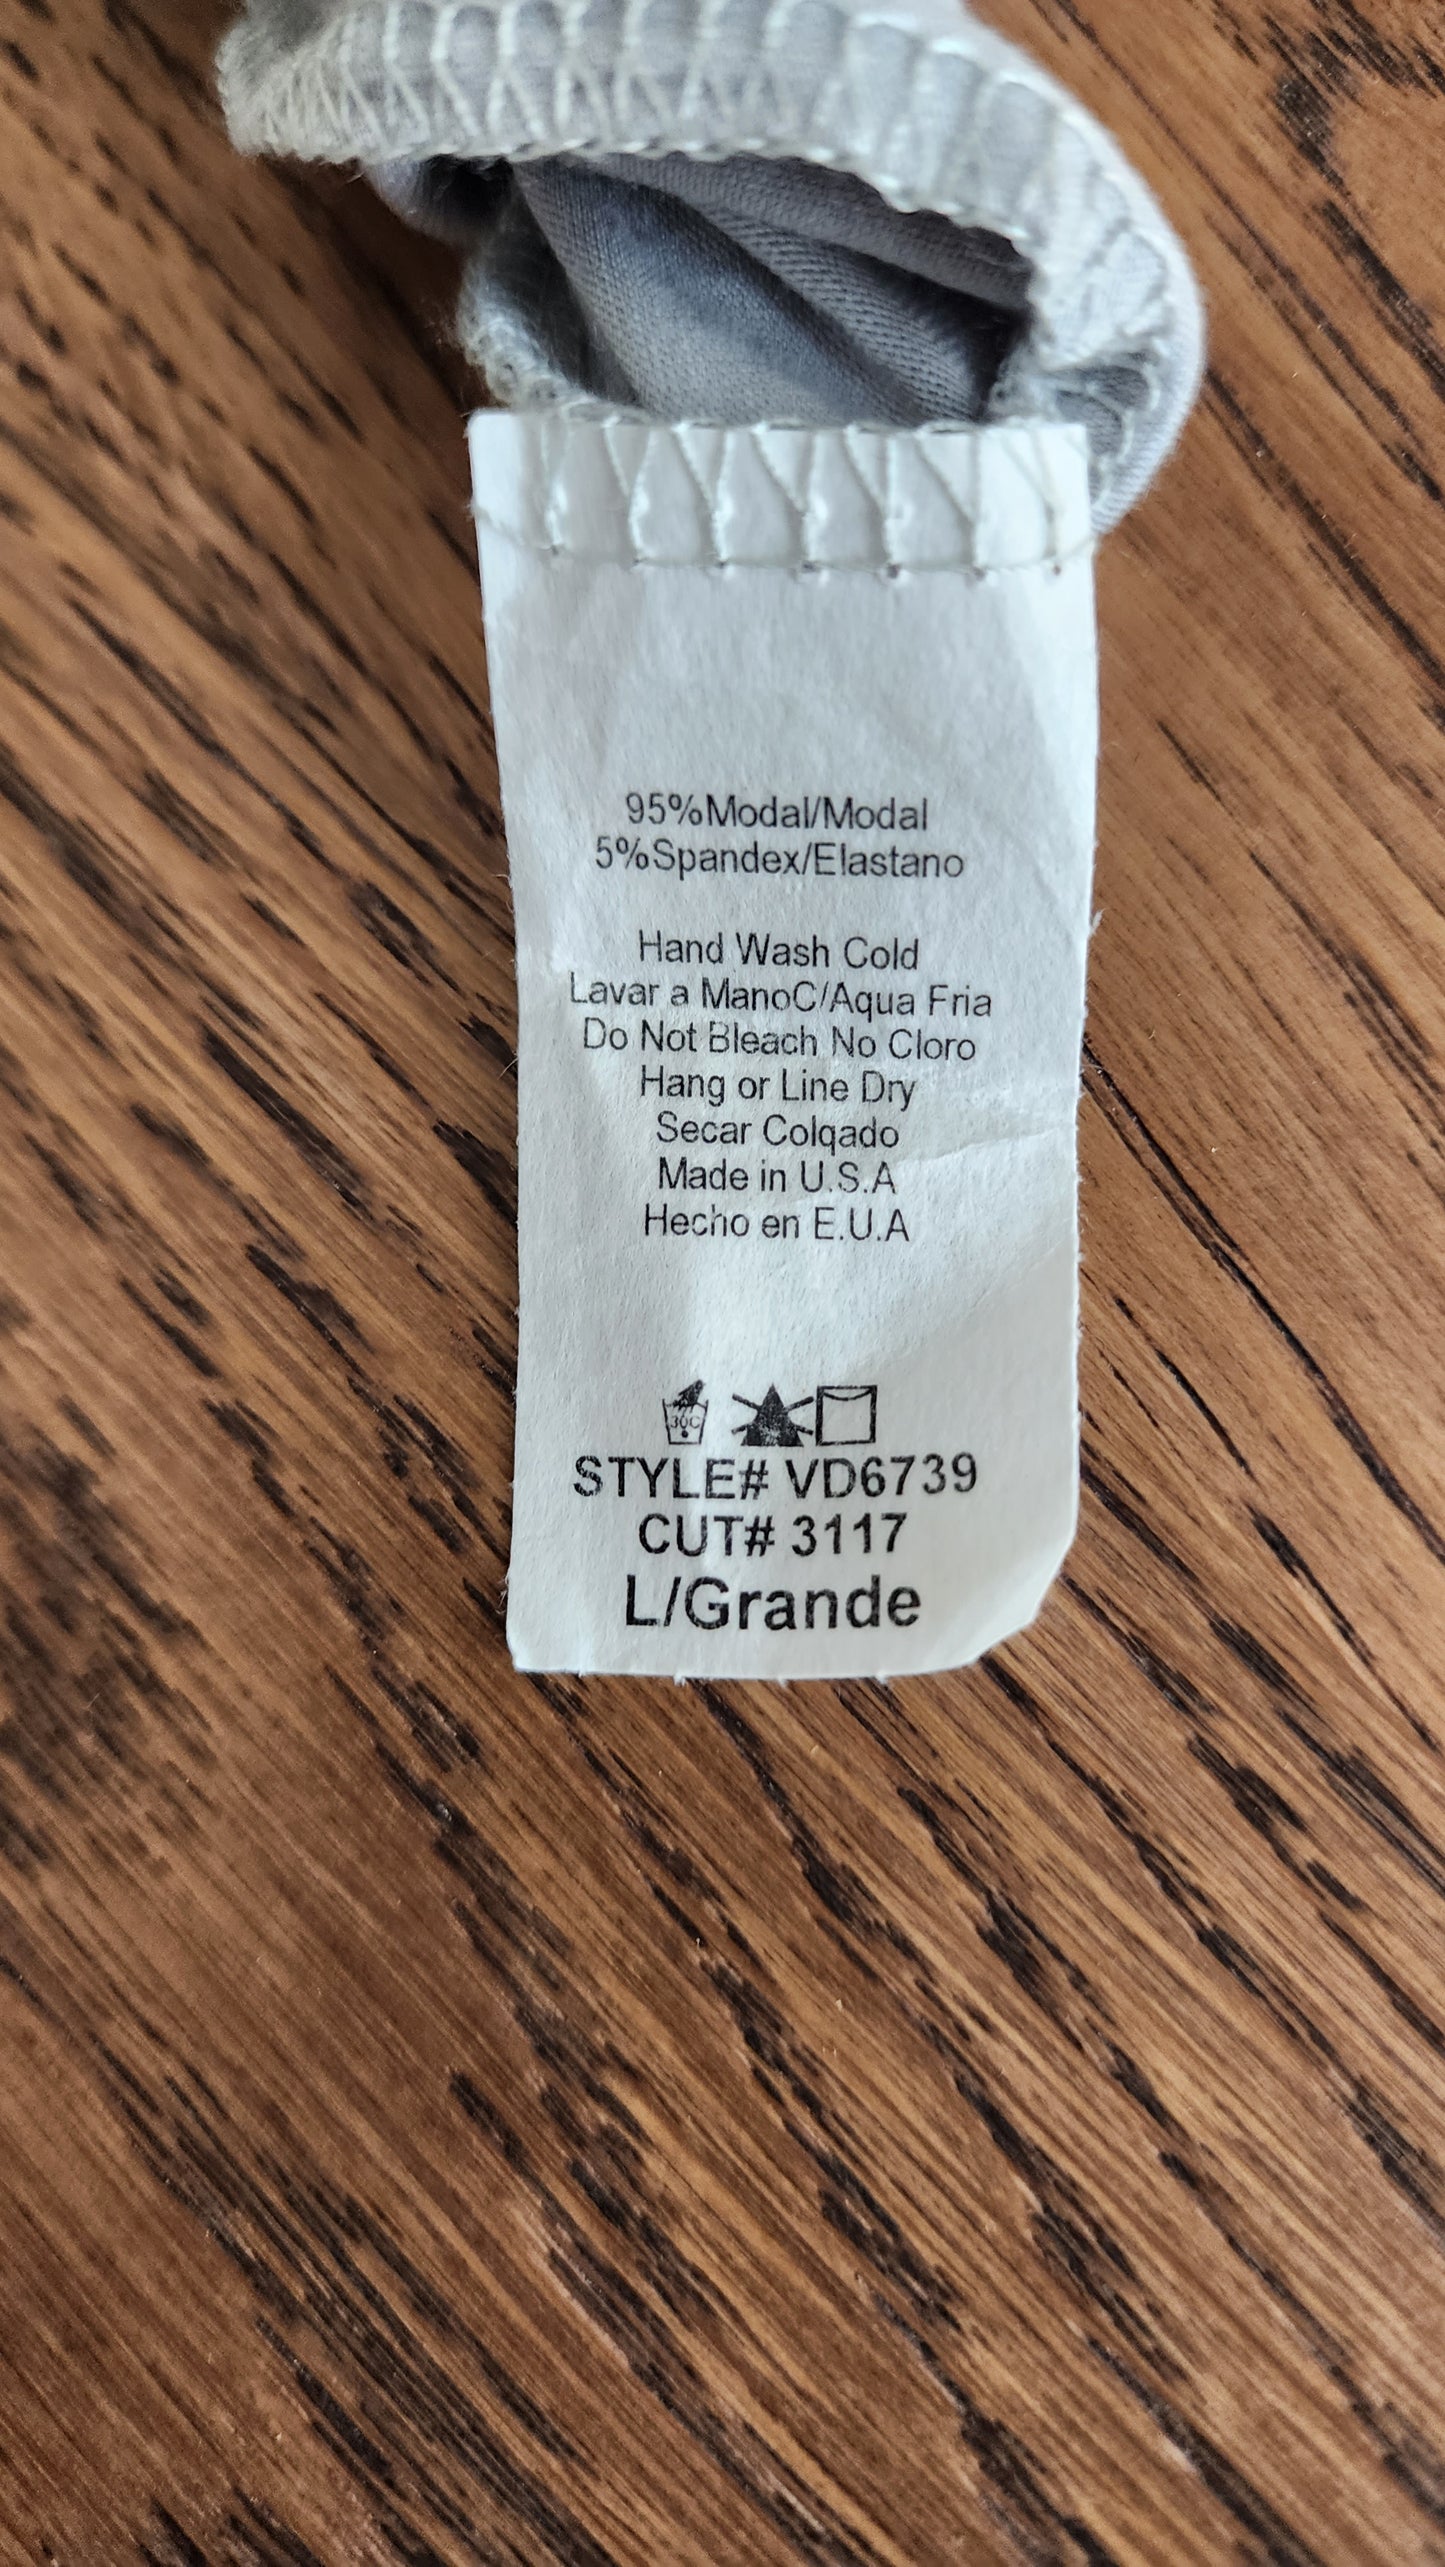 95%Modal/Modal
5%Spandex/Elastano
Hand Wash Cold
Lavar a ManoC/Aqua Fria
Do Not Bleach No Cloro
Hang or Line Dry
Secar Colqado
Made in U.S.A
Hecho en E.U.A
30C
STYLE# VD6739
CUT# 3117
L/Grande